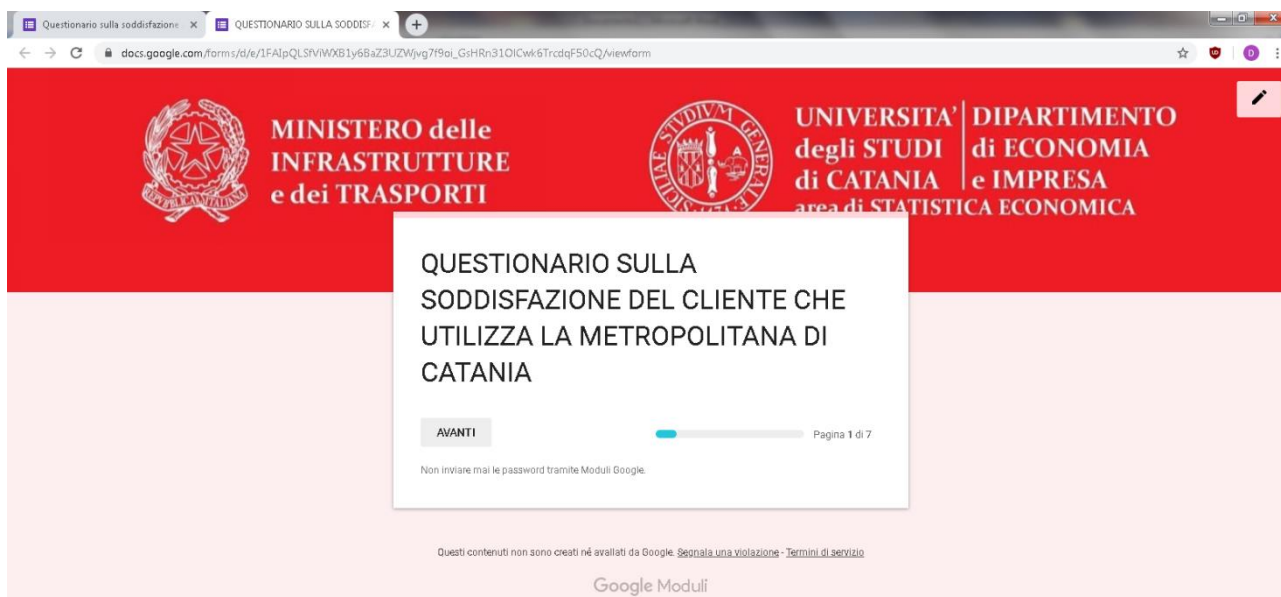 Questionario sulla soddisfazione
QUESTIONARIO SULLA SODDISF
docs.google.com/forms/d/e/1FAIpQLSfViWXB1y6BaZ3UZWjvg7f9oi_GsHRn31OICwk6TrcdqF50cQ/viewform
D
MINISTERO delle
INFRASTRUTTURE
e dei TRASPORTI
UNIVERSITA' DIPARTIMENTO
degli STUDI di ECONOMIA
di CATANIA e IMPRESA
area di STATISTICA ECONOMICA
QUESTIONARIO SULLA
SODDISFAZIONE DEL CLIENTE CHE
UTILIZZA LA METROPOLITANA DI
CATANIA
AVANTI
Pagina 1 di 7
Non inviare mai le password tramite Moduli Google.
Questi contenuti non sono creati né avallati da Google. Segnala una violazione - Termini di servizio
Google Moduli